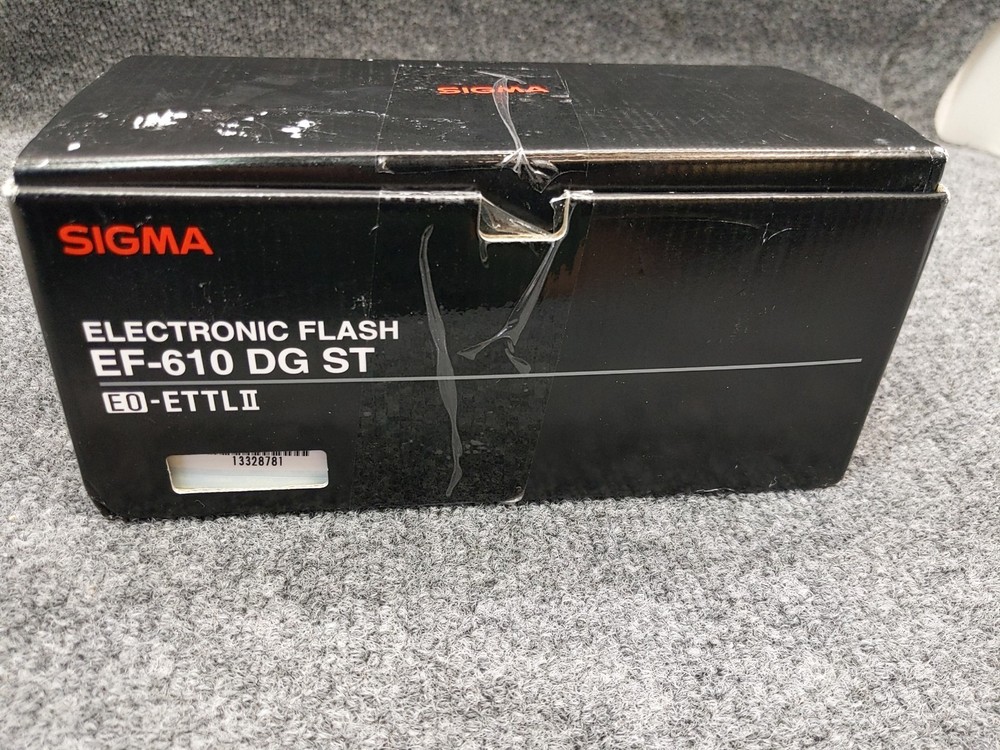 SIGMA
SIGMA
ELECTRONIC FLASH
EF-610 DG ST
EO-ETTLII
13328781